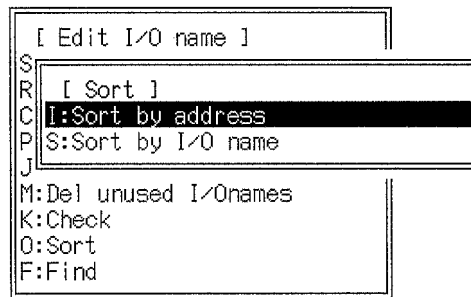 [ Edit I/O name ]
S
R
[ Sort ]
C
I:Sort by address
P
S:Sort by I/O name
J
M:Del unused I/Onames
K:Check
O:Sort
F:Find